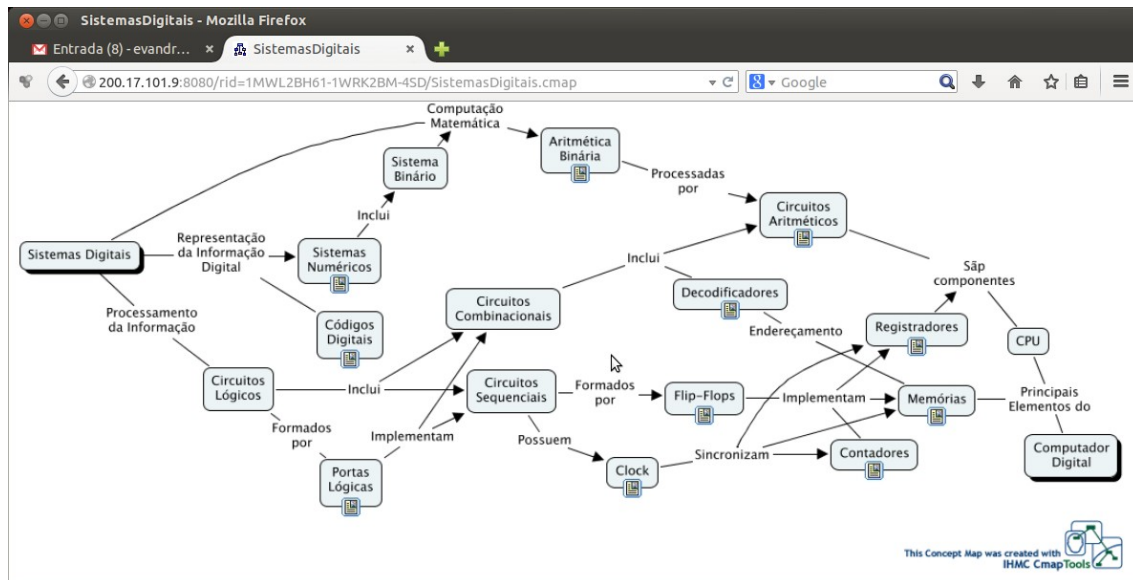 SistemasDigitais - Mozilla Firefox
Entrada (8) - evandr... ×
SistemasDigitais ×
200.17.101.9:8080/rid=1MWL2BH61-1WRK2BM-4SD/SistemasDigitais.cmap
Google
Computação
Matemática
Aritmética
Binária
Sistema
Binário
Processadas
por
Circuitos
Aritméticos
Inclui
Sistemas Digitais
Representação
da Informação
Digital
Sistemas
Numéricos
Inclui
Sãp
componentes
Decodificadores
Circuitos
Combinacionais
Processamento
da Informação
Códigos
Digitais
Endereçamento
Registradores
CPU
Circuitos
Lógicos
Inclui
Circuitos
Sequenciais
Formados
por
Flip-Flops
Implementam
Memórias
Principais
Elementos do
Formados
por
Implementam
Possuem
Sincronizam
Contadores
Computador
Digital
Portas
Lógicas
Clock
This Concept Map was created with
IHMC CmapTools